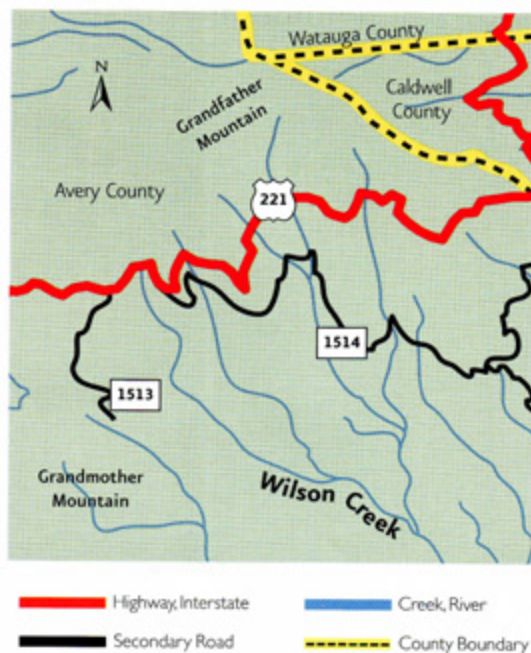 Watauga County
N
Caldwell
County
Grandfather
Mountain
Avery County
221
1514
1513
Grandmother
Mountain
Wilson Creek
Highway, Interstate
Creek, River
Secondary Road
County Boundary